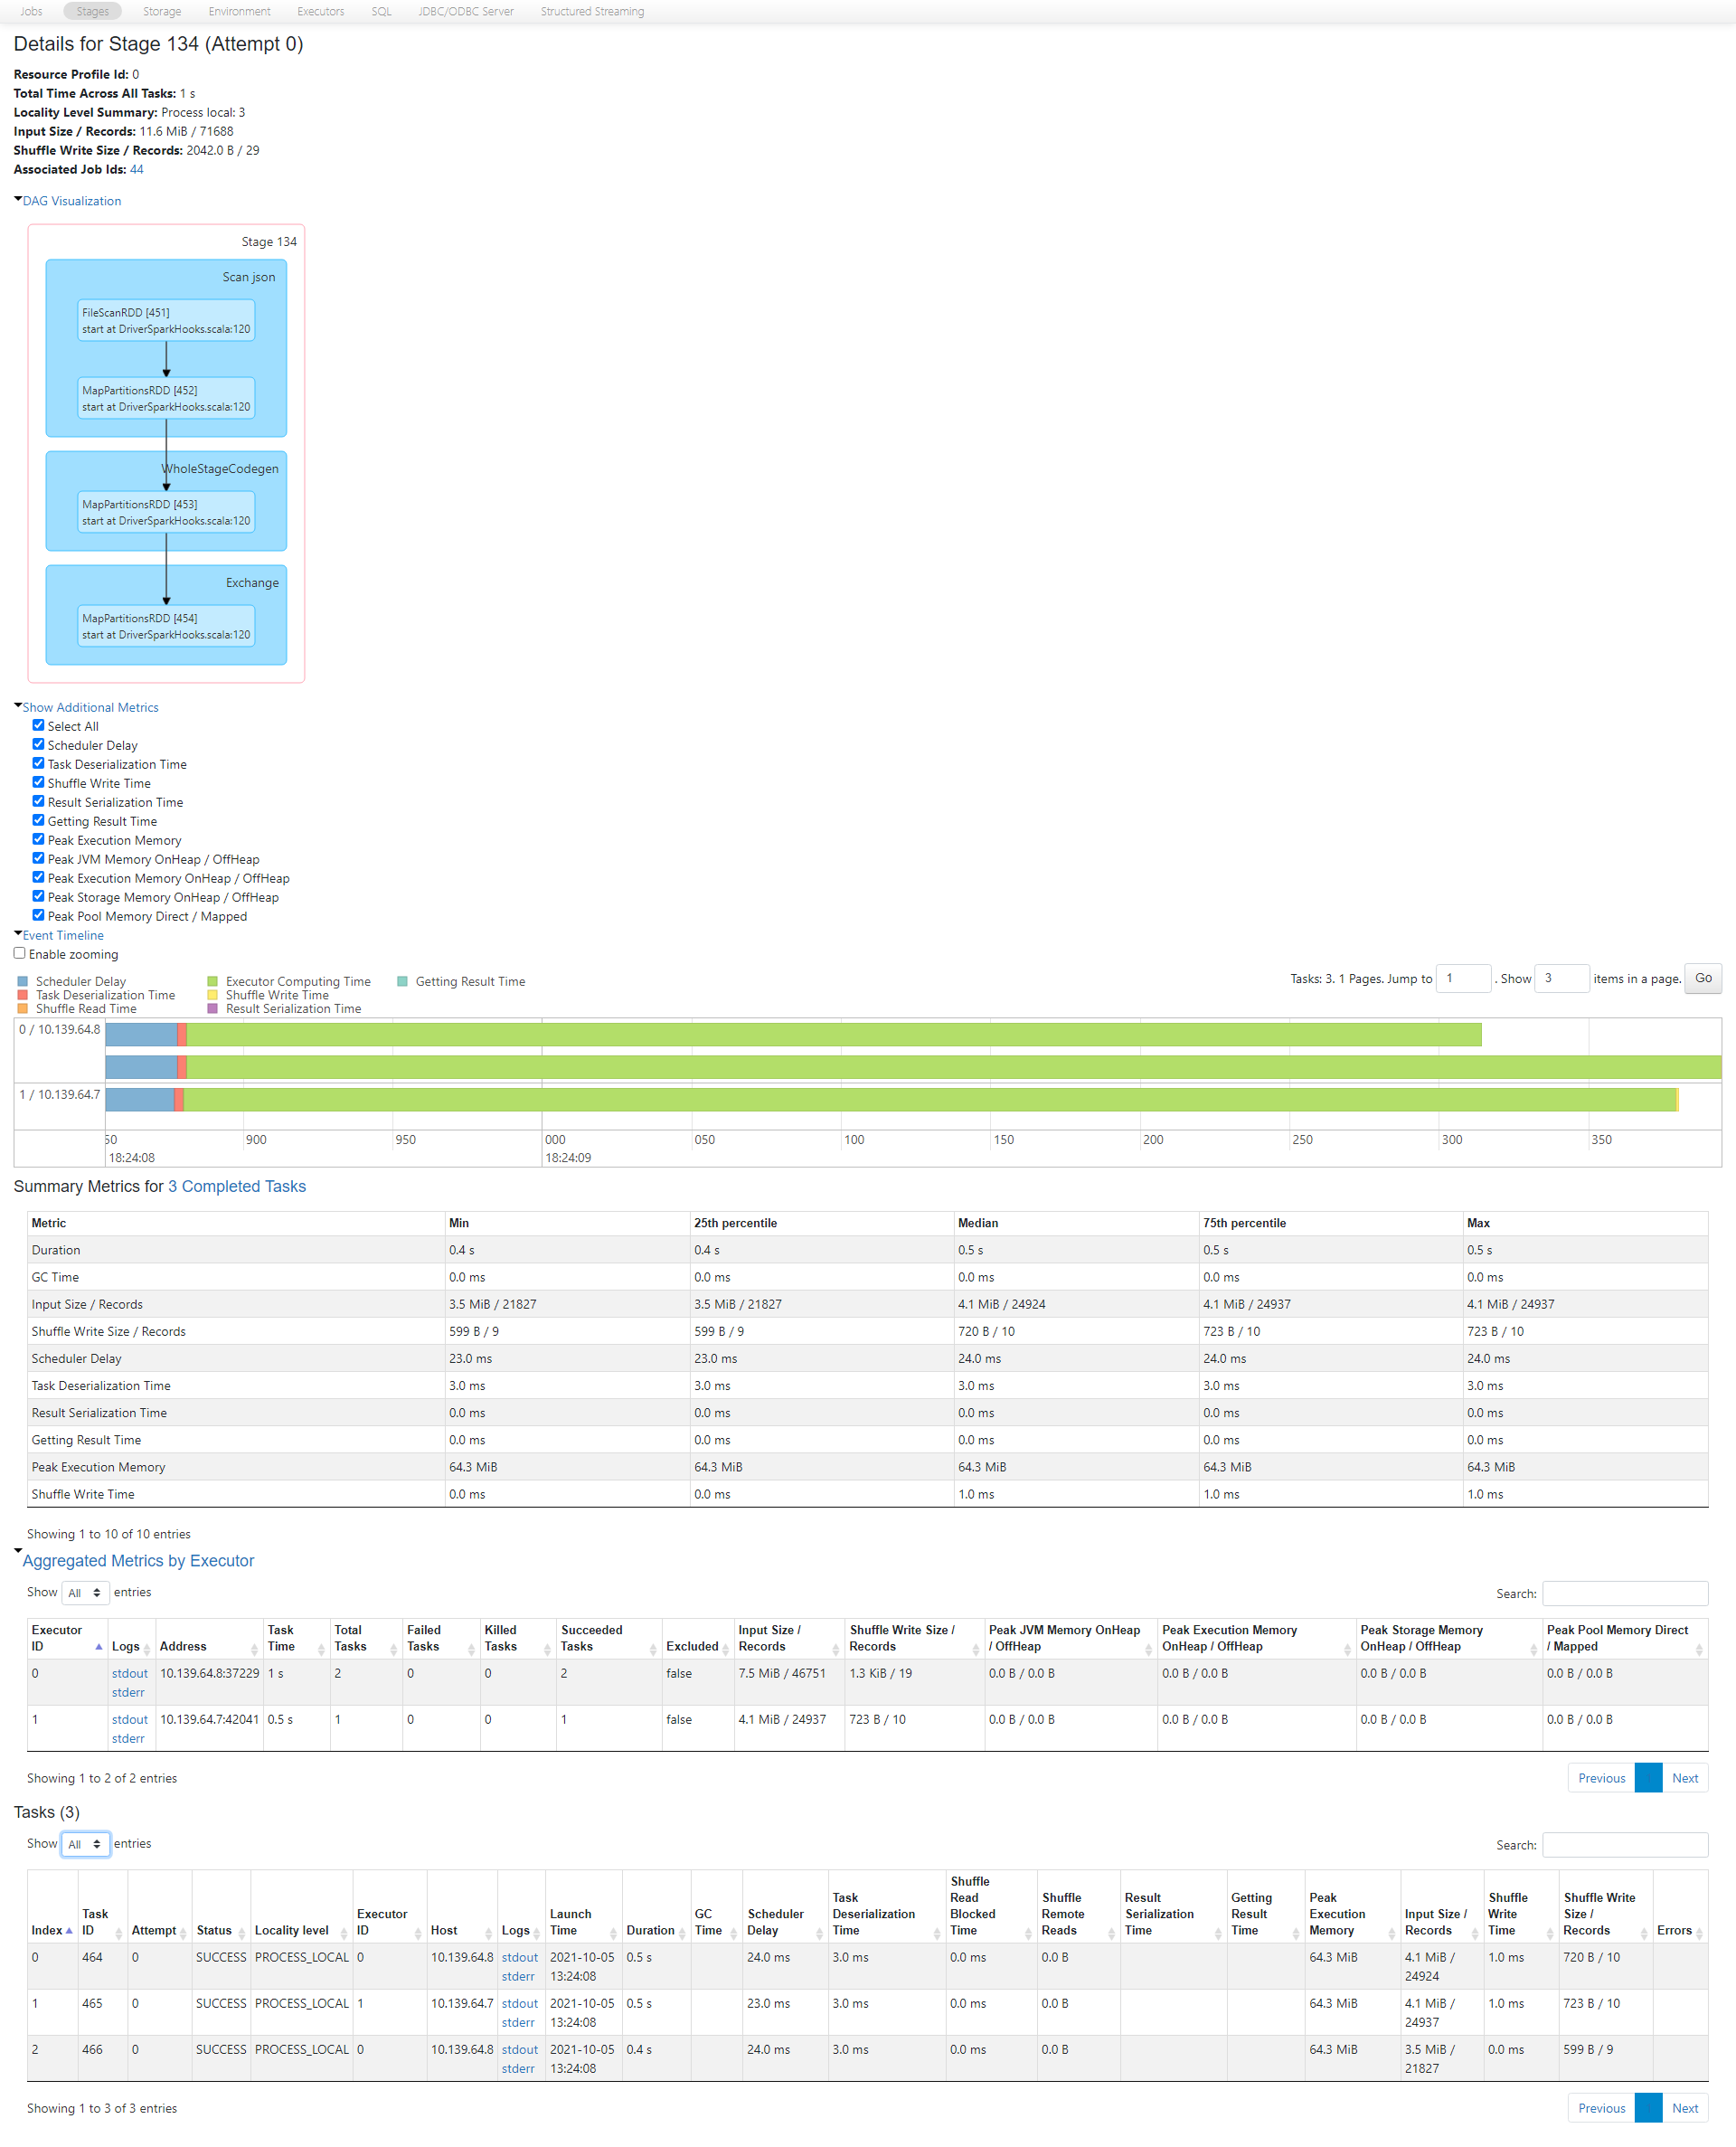 Jobs Stages Storage Environment Executors SQL JDBC/ODBC Server Structured Streaming
Details for Stage 134 (Attempt 0)
Resource Profile Id: 0
Total Time Across All Tasks: 1 s
Locality Level Summary: Process local: 3
Input Size / Records: 11.6 MiB / 71688
Shuffle Write Size / Records: 2042.0 B / 29
Associated Job Ids: 44
DAG Visualization
Stage 134
Scan json
FileScanRDD [451]
start at DriverSparkHooks.scala:120
MapPartitionsRDD [452]
start at DriverSparkHooks.scala:120
WholeStageCodegen
MapPartitionsRDD [453]
start at DriverSparkHooks.scala:120
Exchange
MapPartitionsRDD [454]
start at DriverSparkHooks.scala:120
Show Additional Metrics
Select All
Scheduler Delay
Task Deserialization Time
Shuffle Write Time
Result Serialization Time
Getting Result Time
Peak Execution Memory
Peak JVM Memory OnHeap / OffHeap
Peak Execution Memory OnHeap / OffHeap
Peak Storage Memory OnHeap / OffHeap
Peak Pool Memory Direct / Mapped
Event Timeline
Enable zooming
Tasks: 3. 1 Pages. Jump to 1 . Show 3 items in a page. Go
Scheduler Delay Executor Computing Time Getting Result Time
Task Deserialization Time Shuffle Write Time
Shuffle Read Time Result Serialization Time
0 / 10.139.64.8
1 / 10.139.64.7
50 900 950 000 050 100 150 200 250 300 350
18:24:08 18:24:09
Summary Metrics for 3 Completed Tasks
Metric Min 25th percentile Median 75th percentile Max
Duration 0.4 s 0.4 s 0.5 s 0.5 s 0.5 s
GC Time 0.0 ms 0.0 ms 0.0 ms 0.0 ms 0.0 ms
Input Size / Records 3.5 MiB / 21827 3.5 MiB / 21827 4.1 MiB / 24924 4.1 MiB / 24937 4.1 MiB / 24937
Shuffle Write Size / Records 599 B / 9 599 B / 9 720 B / 10 723 B / 10 723 B / 10
Scheduler Delay 23.0 ms 23.0 ms 24.0 ms 24.0 ms 24.0 ms
Task Deserialization Time 3.0 ms 3.0 ms 3.0 ms 3.0 ms 3.0 ms
Result Serialization Time 0.0 ms 0.0 ms 0.0 ms 0.0 ms 0.0 ms
Getting Result Time 0.0 ms 0.0 ms 0.0 ms 0.0 ms 0.0 ms
Peak Execution Memory 64.3 MiB 64.3 MiB 64.3 MiB 64.3 MiB 64.3 MiB
Shuffle Write Time 0.0 ms 0.0 ms 1.0 ms 1.0 ms 1.0 ms
Showing 1 to 10 of 10 entries
Aggregated Metrics by Executor
Show All entries Search:
Executor Task Total Failed Killed Succeeded Input Size / Shuffle Write Size / Peak JVM Memory OnHeap Peak Execution Memory Peak Storage Memory Peak Pool Memory Direct
ID Logs Address Time Tasks Tasks Tasks Tasks Excluded Records Records / OffHeap OnHeap / OffHeap OnHeap / OffHeap / Mapped
0 stdout 10.139.64.8:37229 1 s 2 0 0 2 false 7.5 MiB / 46751 1.3 KiB / 19 0.0 B / 0.0 B 0.0 B / 0.0 B 0.0 B / 0.0 B 0.0 B / 0.0 B
stderr
1 stdout 10.139.64.7:42041 0.5 s 1 0 0 1 false 4.1 MiB / 24937 723 B / 10 0.0 B / 0.0 B 0.0 B / 0.0 B 0.0 B / 0.0 B 0.0 B / 0.0 B
stderr
Showing 1 to 2 of 2 entries Previous Next
Tasks (3)
Show All entries Search:
Shuffle
Read Shuffle Result Getting Peak Shuffle Shuffle Write
Task Executor Launch GC Scheduler Task Deserialization Blocked Remote Serialization Result Execution Input Size / Write Size /
Index ID Attempt Status Locality level ID Host Logs Time Duration Time Delay Time Time Reads Time Time Memory Records Time Records Errors
0 464 0 SUCCESS PROCESS_LOCAL 0 10.139.64.8 stdout 2021-10-05 0.5 s 24.0 ms 3.0 ms 0.0 ms 0.0 B 64.3 MiB 4.1 MiB / 1.0 ms 720 B / 10
stderr 13:24:08 24924
1 465 0 SUCCESS PROCESS_LOCAL 1 10.139.64.7 stdout 2021-10-05 0.5 s 23.0 ms 3.0 ms 0.0 ms 0.0 B 64.3 MiB 4.1 MiB / 1.0 ms 723 B / 10
stderr 13:24:08 24937
2 466 0 SUCCESS PROCESS_LOCAL 0 10.139.64.8 stdout 2021-10-05 0.4 s 24.0 ms 3.0 ms 0.0 ms 0.0 B 64.3 MiB 3.5 MiB / 0.0 ms 599 B / 9
stderr 13:24:08 21827
Showing 1 to 3 of 3 entries Previous Next